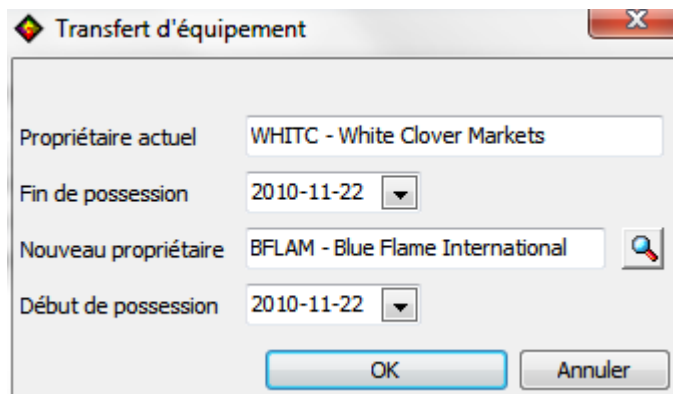 Transfert d'équipement
Propriétaire actuel WHITC - White Clover Markets
Fin de possession 2010-11-22
Nouveau propriétaire BFLAM - Blue Flame International
Début de possession 2010-11-22
OK Annuler